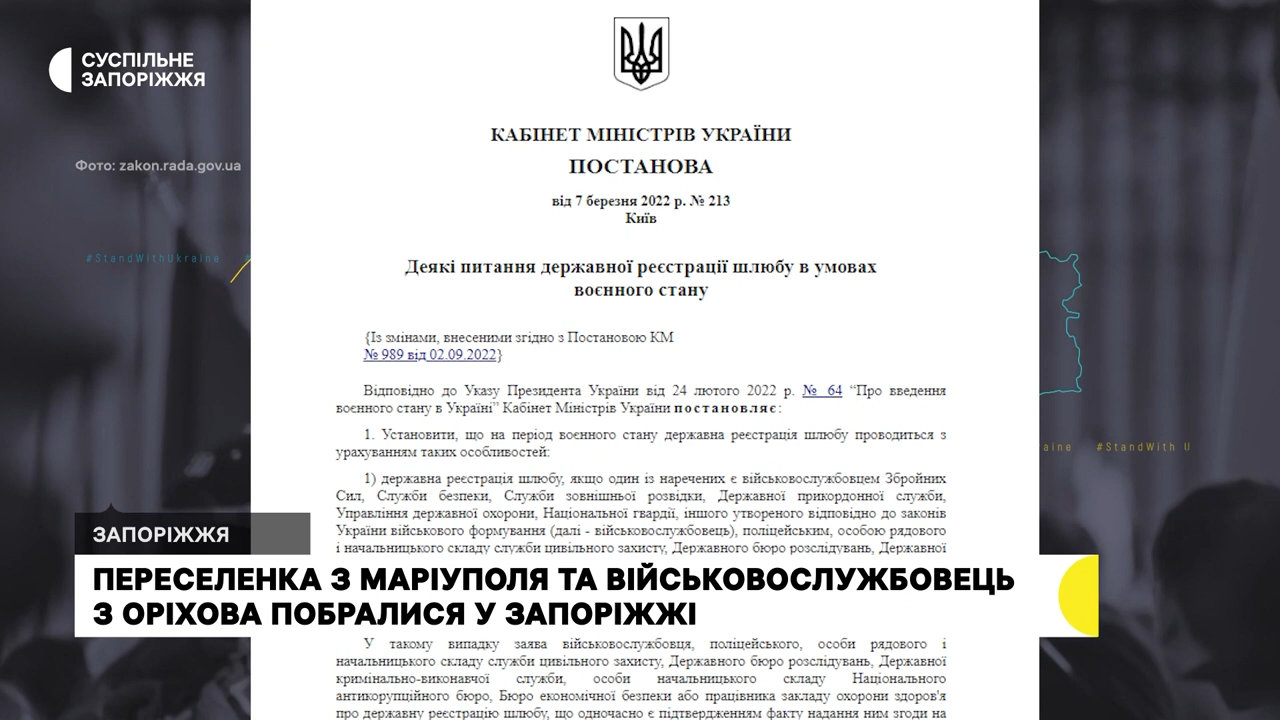 СУСПІЛЬНЕ
ЗАПОРІЖЖЯ
Фото: zakon.rada.gov.ua
#StandWithUkraine
КАБІНЕТ МІНІСТРІВ УКРАЇНИ
ПОСТАНОВА
від 7 березня 2022 р. № 213
Київ
Деякі питання державної реєстрації шлюбу в умовах
воєнного стану
{Із змінами, внесеними згідно з Постановою КМ
№ 989 від 02.09.2022}
Відповідно до Указу Президента України від 24 лютого 2022 р. № 64 “Про введення
воєнного стану в Україні” Кабінет Міністрів України постановляє:
1. Установити, що на період воєнного стану державна реєстрація шлюбу проводиться з
урахуванням таких особливостей:
raine #StandWith U
1) державна реєстрація шлюбу, якщо один із наречених є військовослужбовцем Збройних
Сил, Служби безпеки, Служби зовнішньої розвідки, Державної прикордонної служби,
Управління державної охорони, Національної гвардії, іншого утвореного відповідно до законів
України військового формування (далі - військовослужбовець), поліцейським, особою рядового
і начальницького складу служби цивільного захисту, Державного бюро розслідувань, Державної
ЗАПОРІЖЖЯ
ПЕРЕСЕЛЕНКА З МАРІУПОЛЯ ТА ВІЙСЬКОВОСЛУЖБОВЕЦЬ
З ОРІХОВА ПОБРАЛИСЯ У ЗАПОРІЖЖІ
У такому випадку заява військовослужбовця, поліцейського, особи рядового і
начальницького складу служби цивільного захисту, Державного бюро розслідувань, Державної
кримінально-виконавчої служби, особи начальницького складу Національного
антикорупційного бюро, Бюро економічної безпеки або працівника закладу охорони здоров'я
про державну реєстрацію шлюбу, що одночасно є підтвердженням факту надання ним згоди на